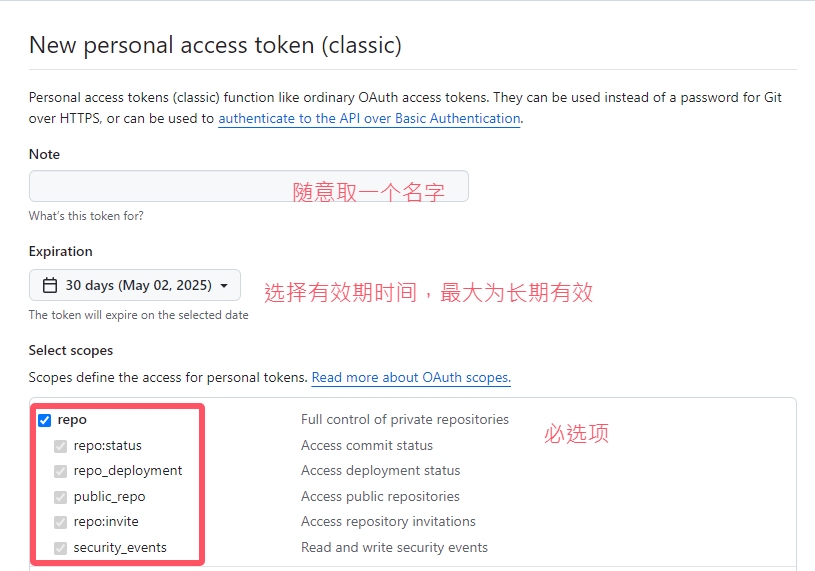 New personal access token (classic)
Personal access tokens (classic) function like ordinary OAuth access tokens. They can be used instead of a password for Git
over HTTPS, or can be used to authenticate to the API over Basic Authentication.
Note
随意取一个名字
What's this token for?
Expiration
30 days (May 02, 2025)
选择有效期时间，最大为长期有效
The token will expire on the selected date
Select scopes
Scopes define the access for personal tokens. Read more about OAuth scopes.
repo Full control of private repositories
必选项
repo:status Access commit status
repo_deployment Access deployment status
public_repo Access public repositories
repo:invite Access repository invitations
security_events Read and write security events